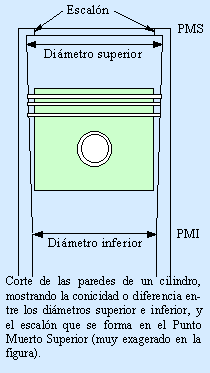 Escalón
PMS
Diámetro superior
PMI
Diámetro inferior
Corte de las paredes de un cilindro,
mostrando la conicidad o diferencia en-
tre los diámetros superior e inferior, y
el escalón que se forma en el Punto
Muerto Superior (muy exagerado en la
figura).